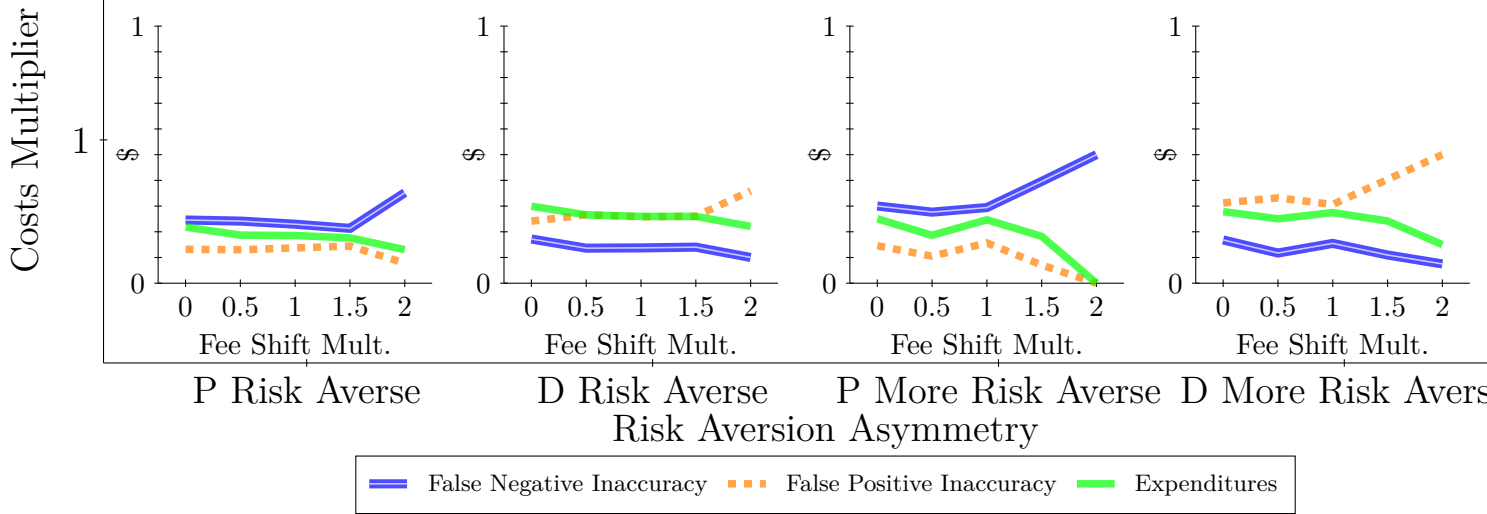 Costs Multiplier
1
1
$
0
0 0.5 1 1.5 2
Fee Shift Mult.
P Risk Averse
1
$
0
0 0.5 1 1.5 2
Fee Shift Mult.
D Risk Averse
1
$
0
0 0.5 1 1.5 2
Fee Shift Mult.
P More Risk Averse
1
$
0
0 0.5 1 1.5 2
Fee Shift Mult.
D More Risk Avers
Risk Aversion Asymmetry
False Negative Inaccuracy False Positive Inaccuracy Expenditures